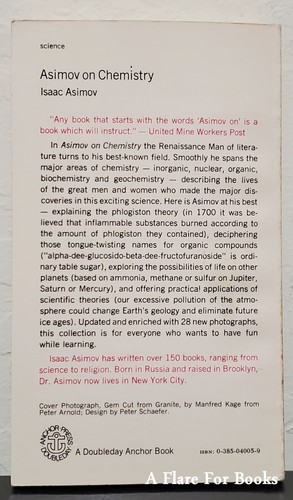 science
Asimov on Chemistry
Isaac Asimov
"Any book that starts with the words 'Asimov on' is a
book which will instruct." — United Mine Workers Post
In Asimov on Chemistry the Renaissance Man of litera-
ture turns to his best-known field. Smoothly he spans the
major areas of chemistry — inorganic, nuclear, organic,
biochemistry and geochemistry — describing the lives
of the great men and women who made the major dis-
coveries in this exciting science. Here is Asimov at his best
— explaining the phlogiston theory (in 1700 it was be-
lieved that inflammable substances burned according to
the amount of phlogiston they contained), deciphering
those tongue-twisting names for organic compounds
("alpha-dee-glucosido-beta-dee-fructofuranoside" is ordi-
nary table sugar), exploring the possibilities of life on other
planets (based on ammonia, methane or sulfur on Jupiter,
Saturn or Mercury), and offering practical applications of
scientific theories (our excessive pollution of the atmo-
sphere could change Earth's geology and eliminate future
ice ages). Updated and enriched with 28 new photographs,
this collection is for everyone who wants to have fun
while learning.
Isaac Asimov has written over 150 books, ranging from
science to religion. Born in Russia and raised in Brooklyn,
Dr. Asimov now lives in New York City.
Cover Photograph, Gem Cut from Granite, by Manfred Kage from
Peter Arnold; Design by Peter Schaefer.
ANCHOR PRESS
DOUBLEDAY
A Doubleday Anchor Book
ISBN: 0-385-04005-9
A Flare For Books